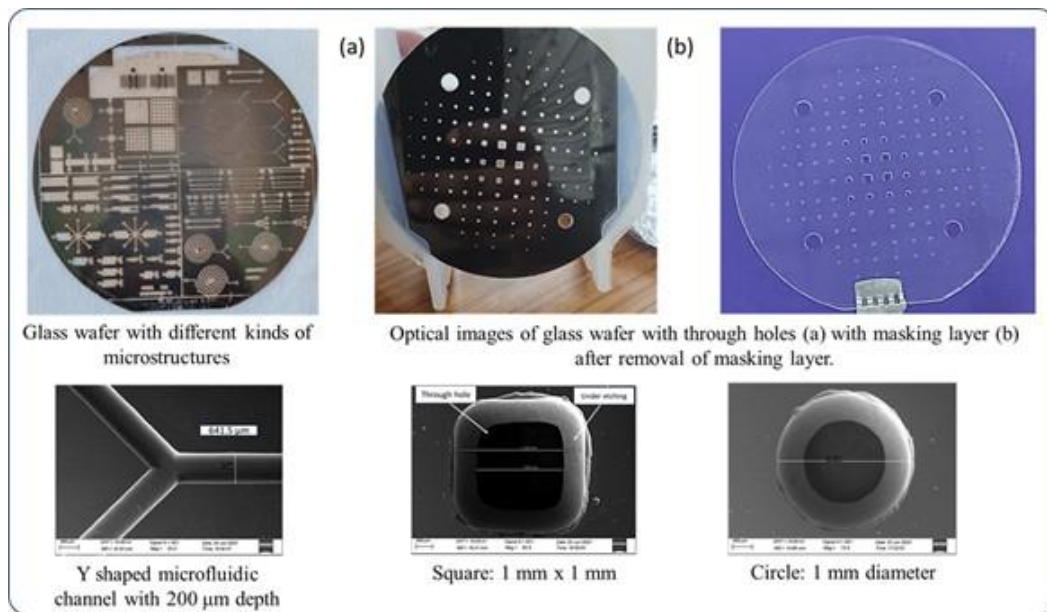 (a)
(b)
Glass wafer with different kinds of
microstructures
Optical images of glass wafer with through holes (a) with masking layer (b)
after removal of masking layer.
641.5 µm
Through hole
Under etching
Y shaped microfluidic
channel with 200 µm depth
Square: 1 mm x 1 mm
Circle: 1 mm diameter